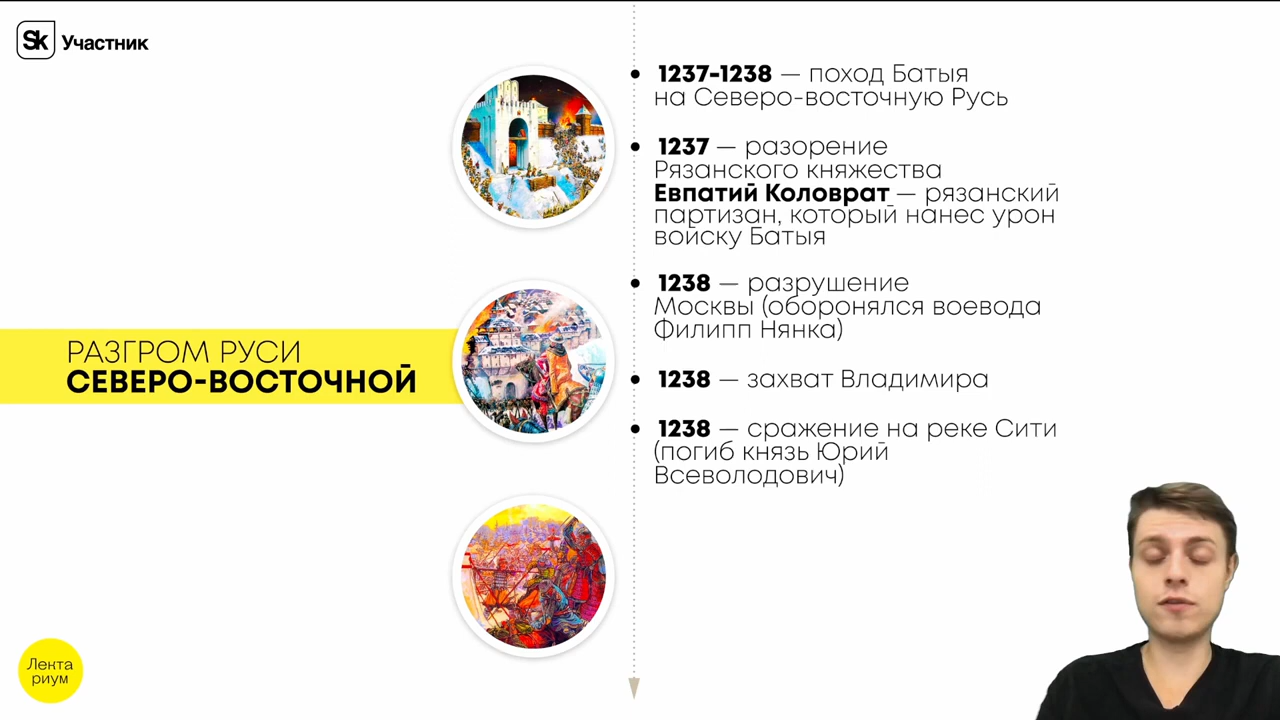 Sk Участник
1237-1238 — поход Батыя
на Северо-восточную Русь
1237 — разорение
Рязанского княжества
Евпатий Коловрат — рязанский
партизан, который нанес урон
войску Батыя
1238 — разрушение
Москвы (оборонялся воевода
Филипп Нянка)
РАЗГРОМ РУСИ
СЕВЕРО-ВОСТОЧНОЙ
1238 — захват Владимира
1238 — сражение на реке Сити
(погиб князь Юрий
Всеволодович)
Лекта
риум